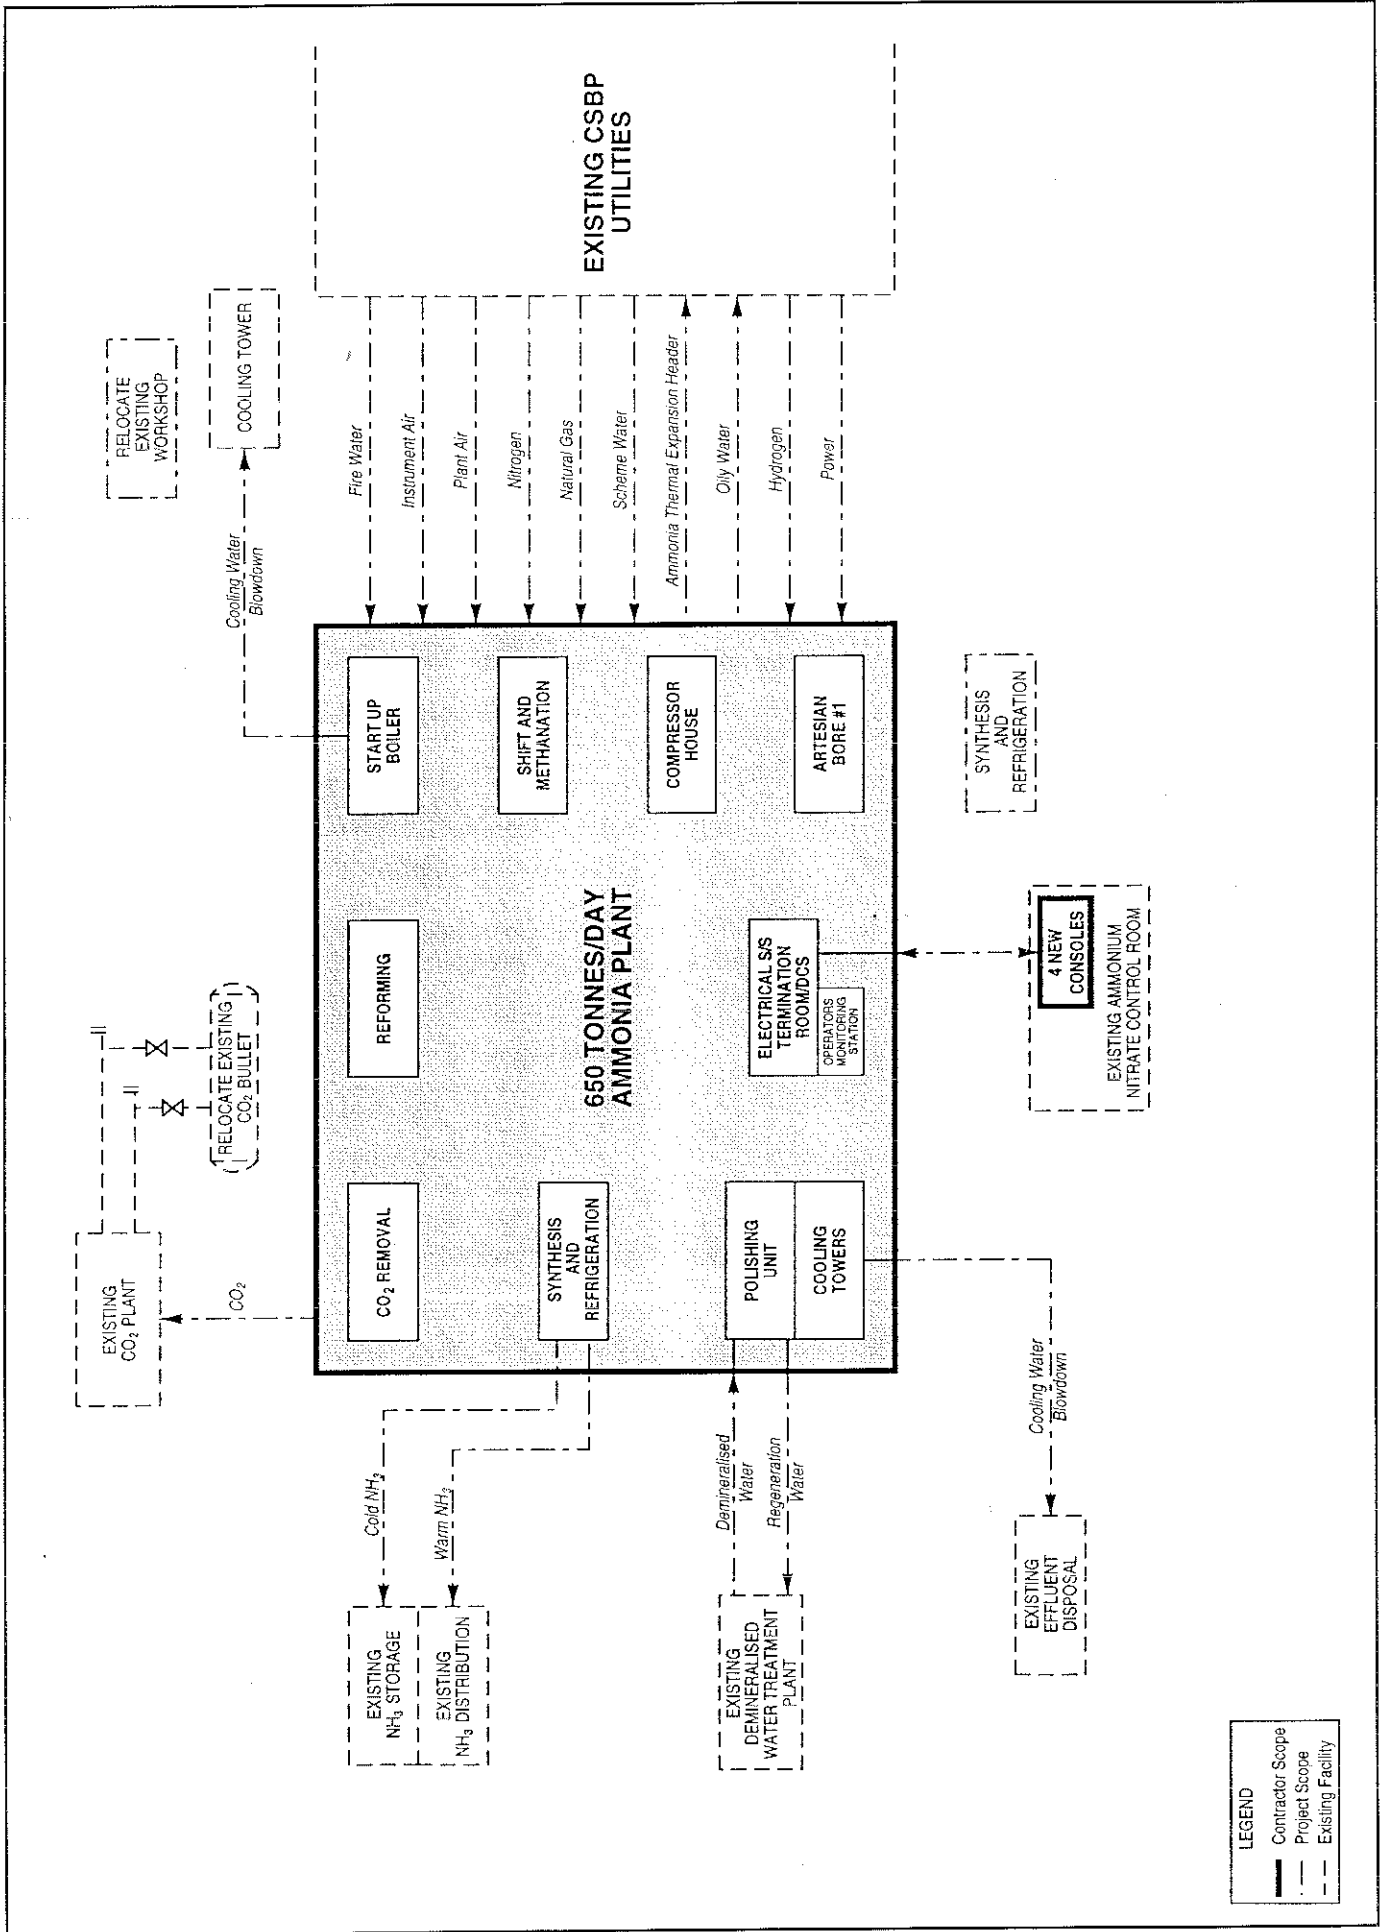 EXISTING
CO₂ PLANT
CO₂
RELOCATE EXISTING
CO₂ BULLET
RELOCATE
EXISTING
WORKSHOP
COOLING TOWER
Cooling Water
Blowdown
EXISTING
NH₃ STORAGE
EXISTING
NH₃ DISTRIBUTION
Cold NH₃
Warm NH₃
CO₂ REMOVAL
REFORMING
START UP
BOILER
SYNTHESIS
AND
REFRIGERATION
SHIFT AND
METHANATION
650 TONNES/DAY
AMMONIA PLANT
COMPRESSOR
HOUSE
POLISHING
UNIT
COOLING
TOWERS
ELECTRICAL S/S
TERMINATION
ROOM/DCS
OPERATORS
MONITORING
STATION
ARTESIAN
BORE #1
Fire Water
Instrument Air
Plant Air
Nitrogen
Natural Gas
Scheme Water
Ammonia Thermal Expansion Header
Oily Water
Hydrogen
Power
EXISTING CSBP
UTILITIES
EXISTING
DEMINERALISED
WATER TREATMENT
PLANT
Demineralised
Water
Regeneration
Water
Cooling Water
Blowdown
EXISTING
EFFLUENT
DISPOSAL
4 NEW
CONSOLES
EXISTING AMMONIUM
NITRATE CONTROL ROOM
SYNTHESIS
AND
REFRIGERATION
LEGEND
Contractor Scope
Project Scope
Existing Facility